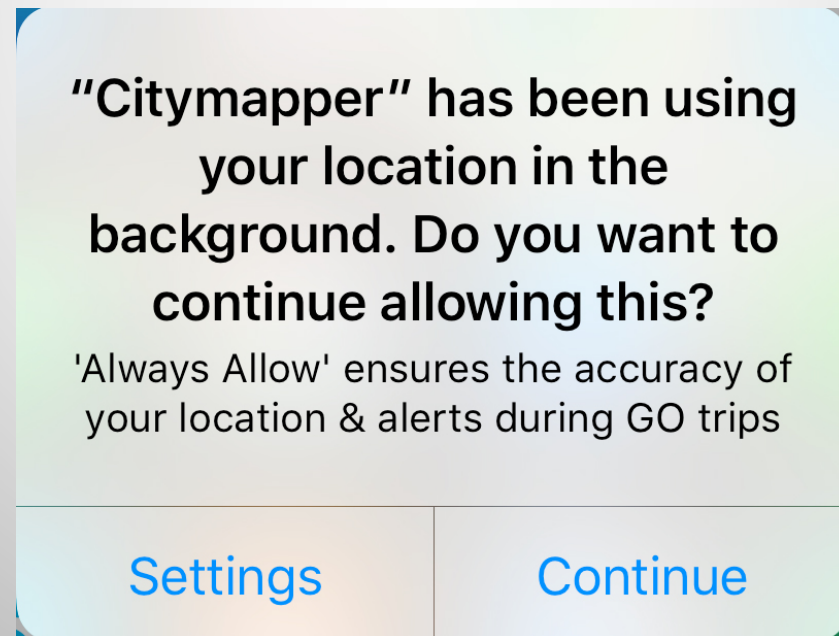 “Citymapper” has been using
your location in the
background. Do you want to
continue allowing this?
'Always Allow' ensures the accuracy of
your location & alerts during GO trips
Settings
Continue